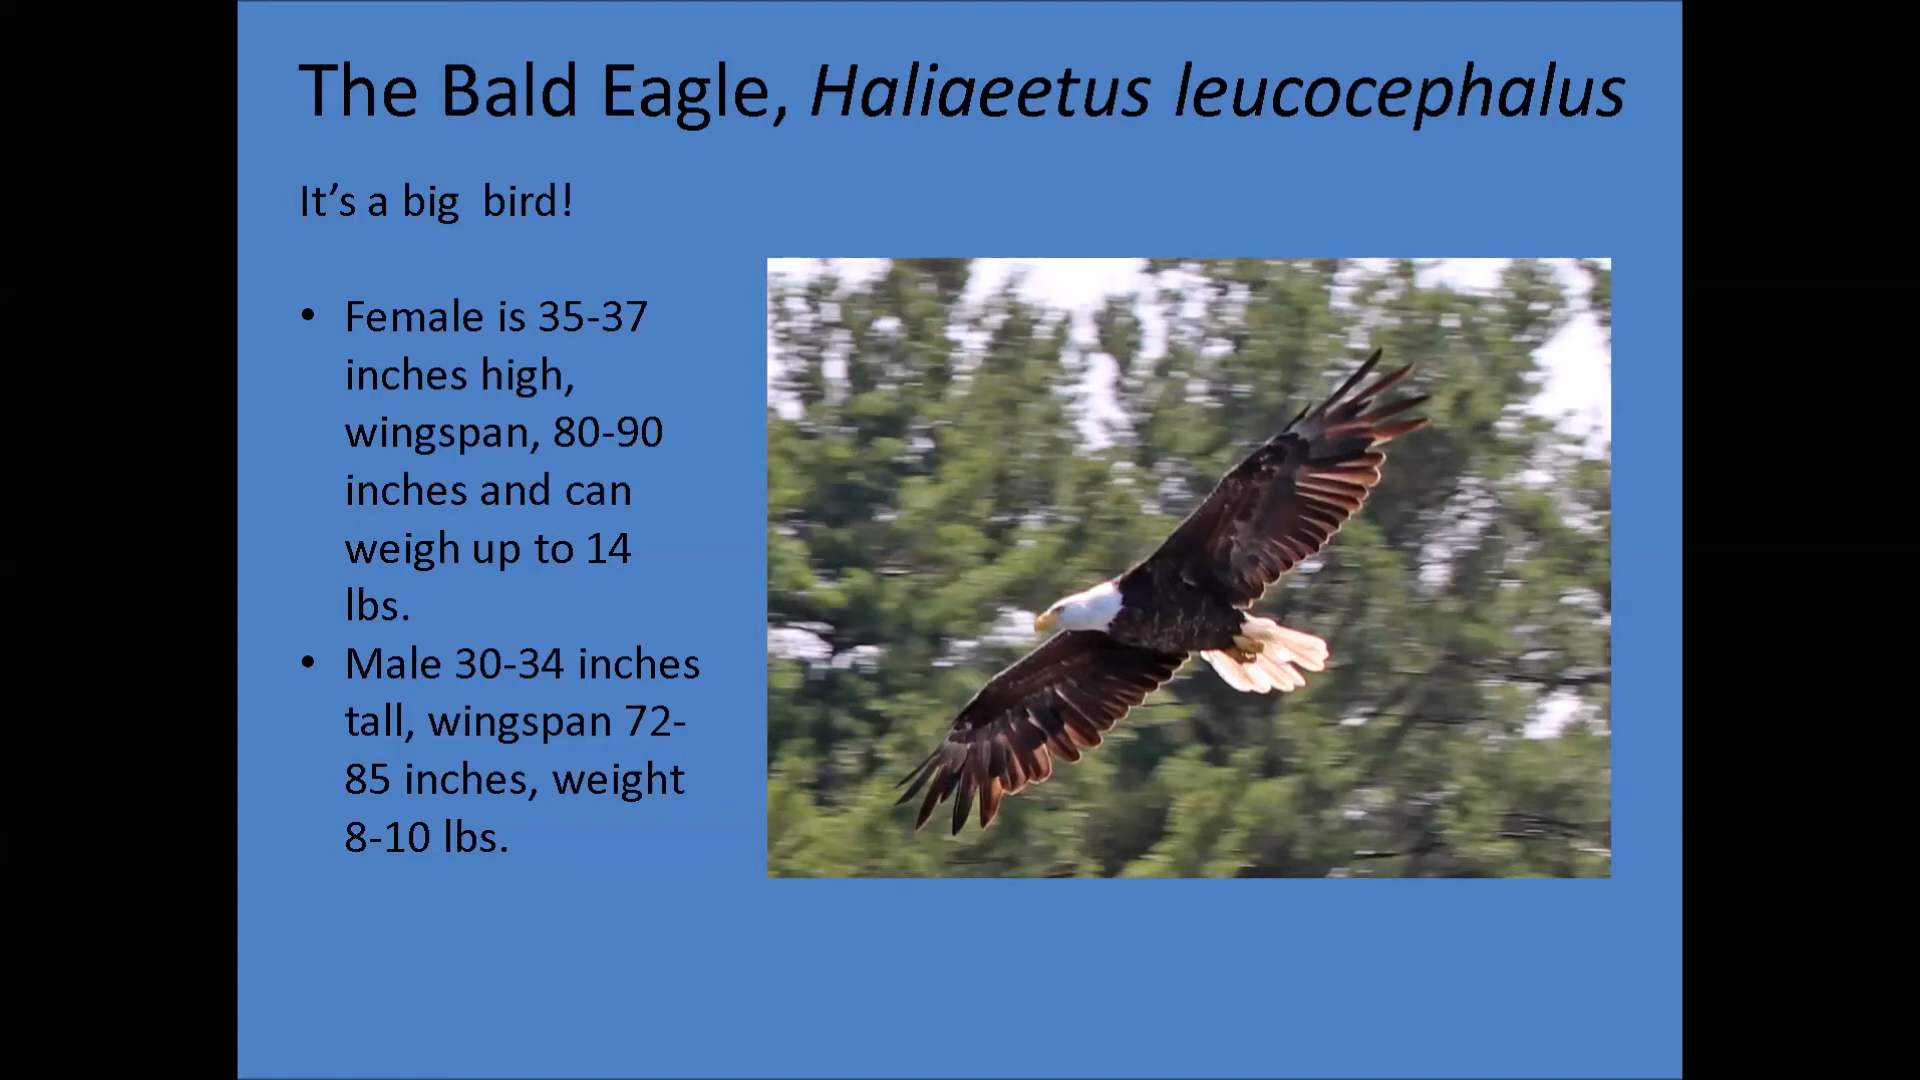 The Bald Eagle, Haliaeetus leucocephalus
It's a big  bird!
• Female is 35-37
inches high,
wingspan, 80-90
inches and can
weigh up to 14
lbs.
• Male 30-34 inches
tall, wingspan 72-
85 inches, weight
8-10 lbs.